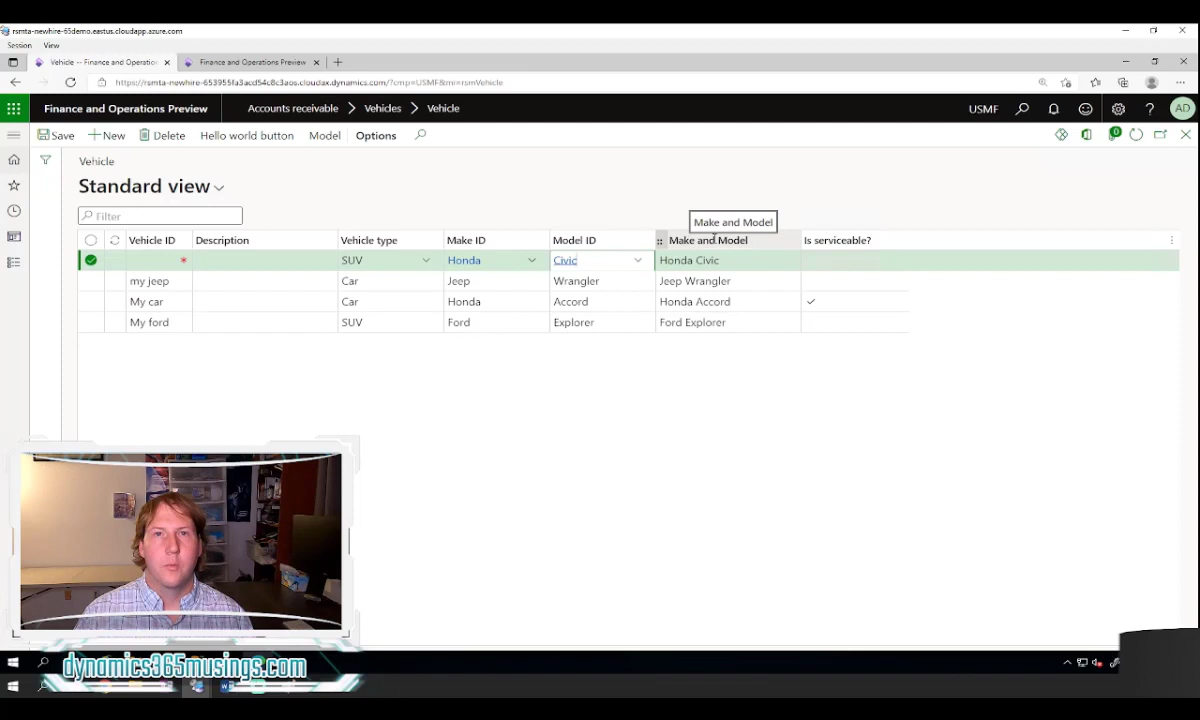 rsmta-newhire-65demo.eastus.cloudapp.azure.com
Session View
Vehicle -- Finance and Operation Finance and Operations Preview
https://rsmta-newhire-653955fa3acd54c8c3aos.cloudax.dynamics.com/?cmp=USMF&mi=rsmVehicle
Finance and Operations Preview Accounts receivable Vehicles Vehicle USMF AD
Save New Delete Hello world button Model Options 0
Vehicle
Standard view
Filter
Make and Model
Vehicle ID Description Vehicle type Make ID Model ID Make and Model Is serviceable?
* SUV Honda Civic Honda Civic
my jeep Car Jeep Wrangler Jeep Wrangler
My car Car Honda Accord Honda Accord
My ford SUV Ford Explorer Ford Explorer
dynamics365musings.com